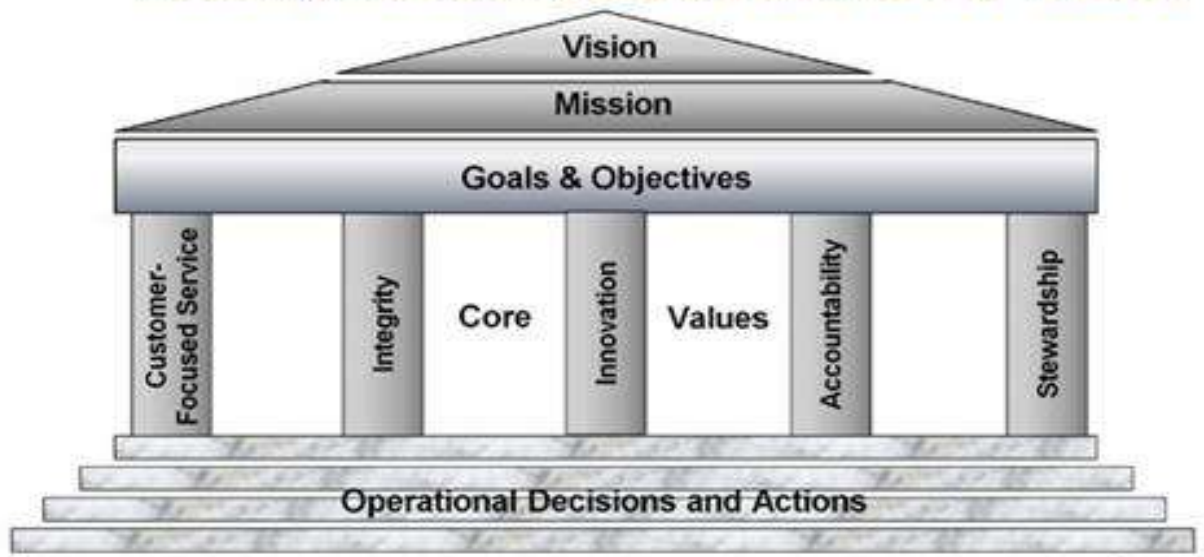 Vision
Mission
Goals & Objectives
Customer-
Focused Service
Integrity
Core
Innovation
Values
Accountability
Stewardship
Operational Decisions and Actions